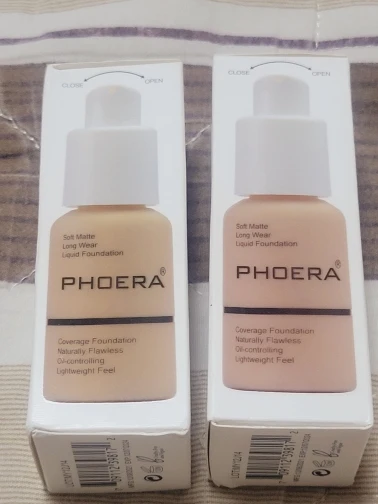 CLOSE OPEN
Soft Matte
Long Wear
Liquid Foundation
PHOERA®
Coverage Foundation
Naturally Flawless
Oil-controlling
Lightweight Feel
CLOSE OPEN
Soft Matte
Long Wear
Liquid Foundation
PHOERA®
Coverage Foundation
Naturally Flawless
Oil-controlling
Lightweight Feel